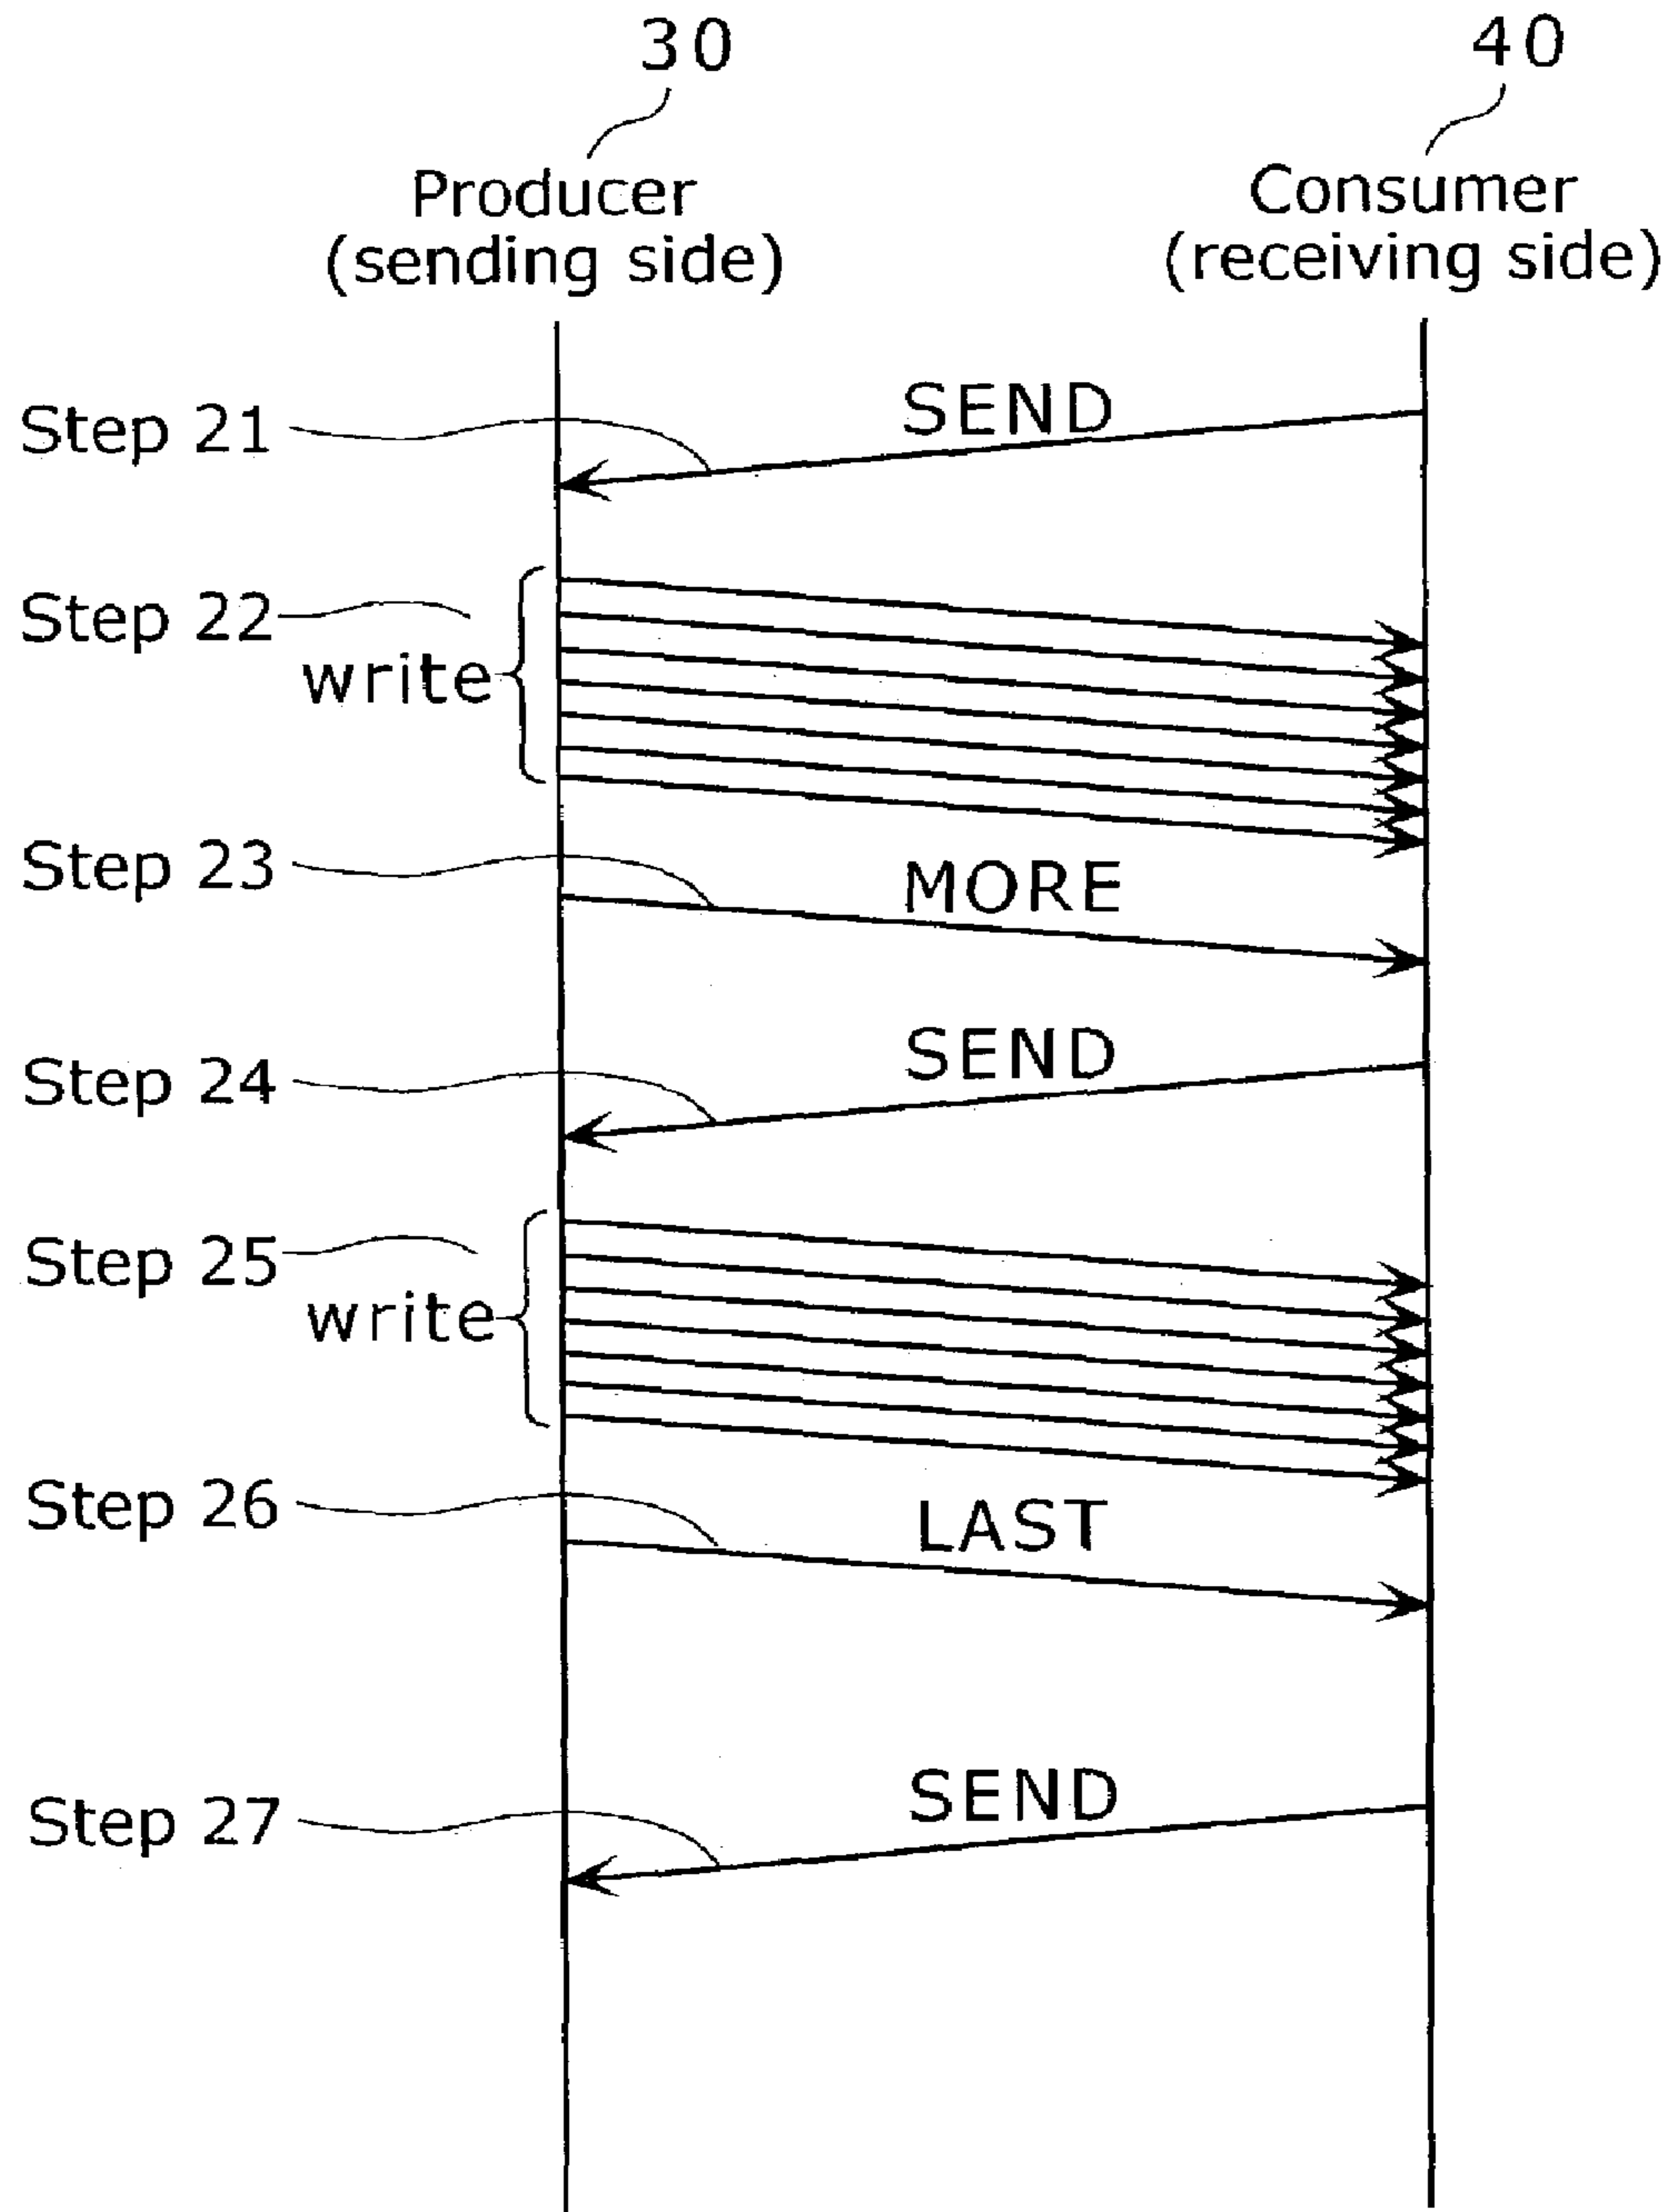 30
40
Producer
(sending side)
Consumer
(receiving side)
SEND
Step 21
Step 22
write
Step 23
MORE
SEND
Step 24
Step 25
write
Step 26
LAST
SEND
Step 27